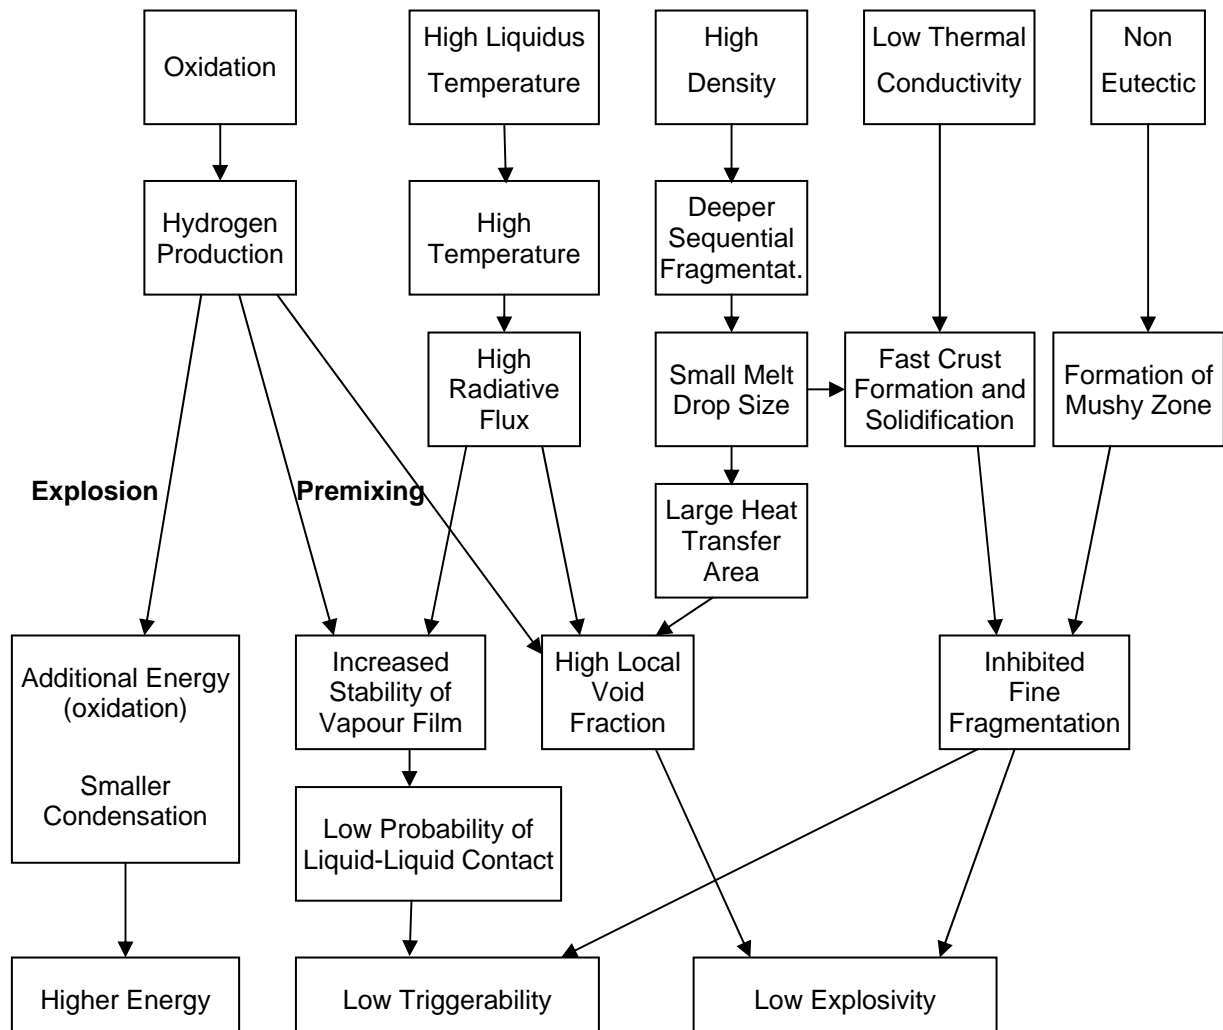 Oxidation
High Liquidus
Temperature
High
Density
Low Thermal
Conductivity
Non
Eutectic
Hydrogen
Production
High
Temperature
Deeper
Sequential
Fragmentat.
High
Radiative
Flux
Small Melt
Drop Size
Fast Crust
Formation and
Solidification
Formation of
Mushy Zone
Explosion
Premixing
Large Heat
Transfer
Area
Additional Energy
(oxidation)
Smaller
Condensation
Increased
Stability of
Vapour Film
High Local
Void
Fraction
Inhibited
Fine
Fragmentation
Low Probability of
Liquid-Liquid Contact
Higher Energy
Low Triggerability
Low Explosivity